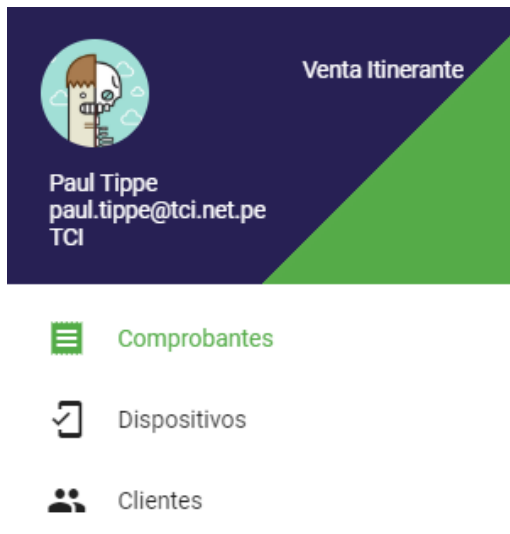 Venta Itinerante
Paul Tippe
paul.tippe@tci.net.pe
TCI
Comprobantes
Dispositivos
Clientes